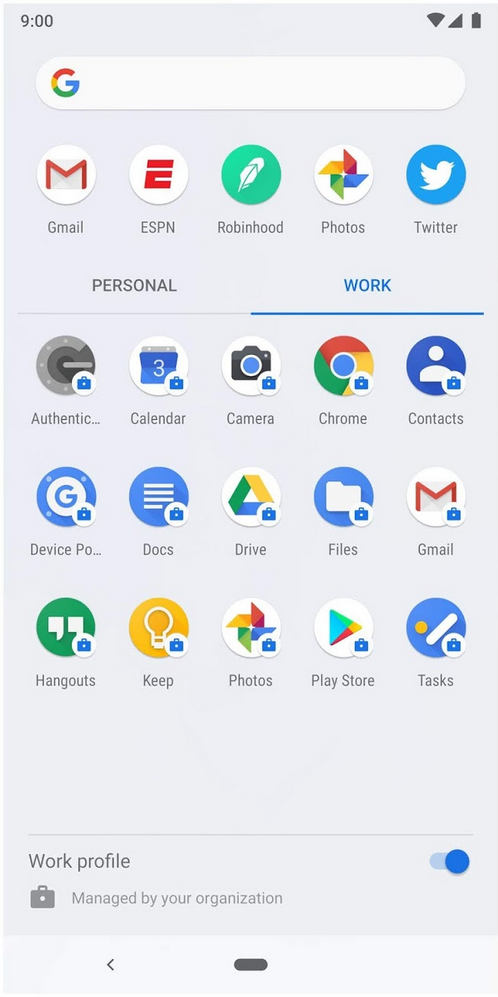 9:00
Gmail ESPN Robinhood Photos Twitter
PERSONAL WORK
3
Authentic... Calendar Camera Chrome Contacts
Device Po... Docs Drive Files Gmail
Hangouts Keep Photos Play Store Tasks
Work profile
Managed by your organization